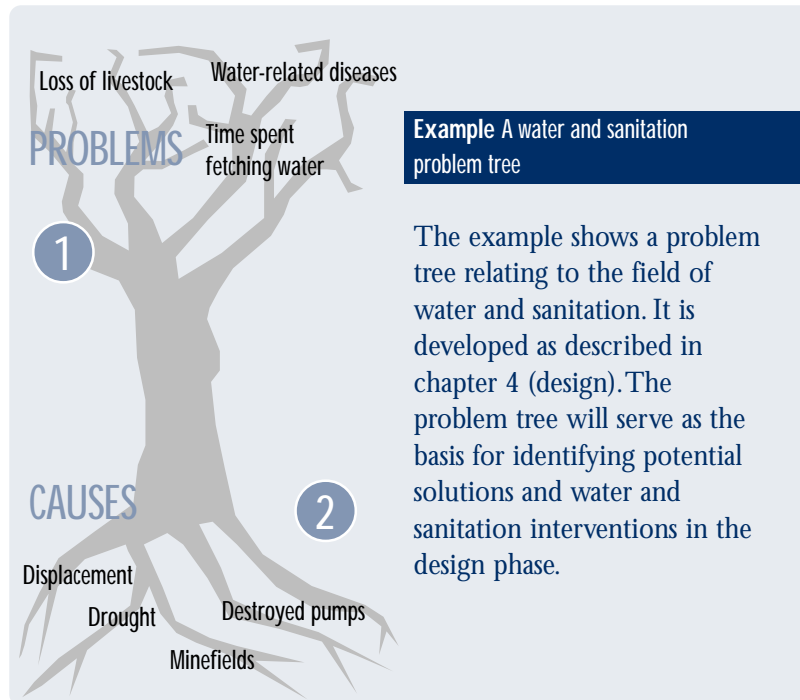 Loss of livestock
Water-related diseases
PROBLEMS
Time spent
fetching water
1
CAUSES
2
Displacement
Drought
Destroyed pumps
Minefields
Example A water and sanitation
problem tree
The example shows a problem
tree relating to the field of
water and sanitation. It is
developed as described in
chapter 4 (design). The
problem tree will serve as the
basis for identifying potential
solutions and water and
sanitation interventions in the
design phase.